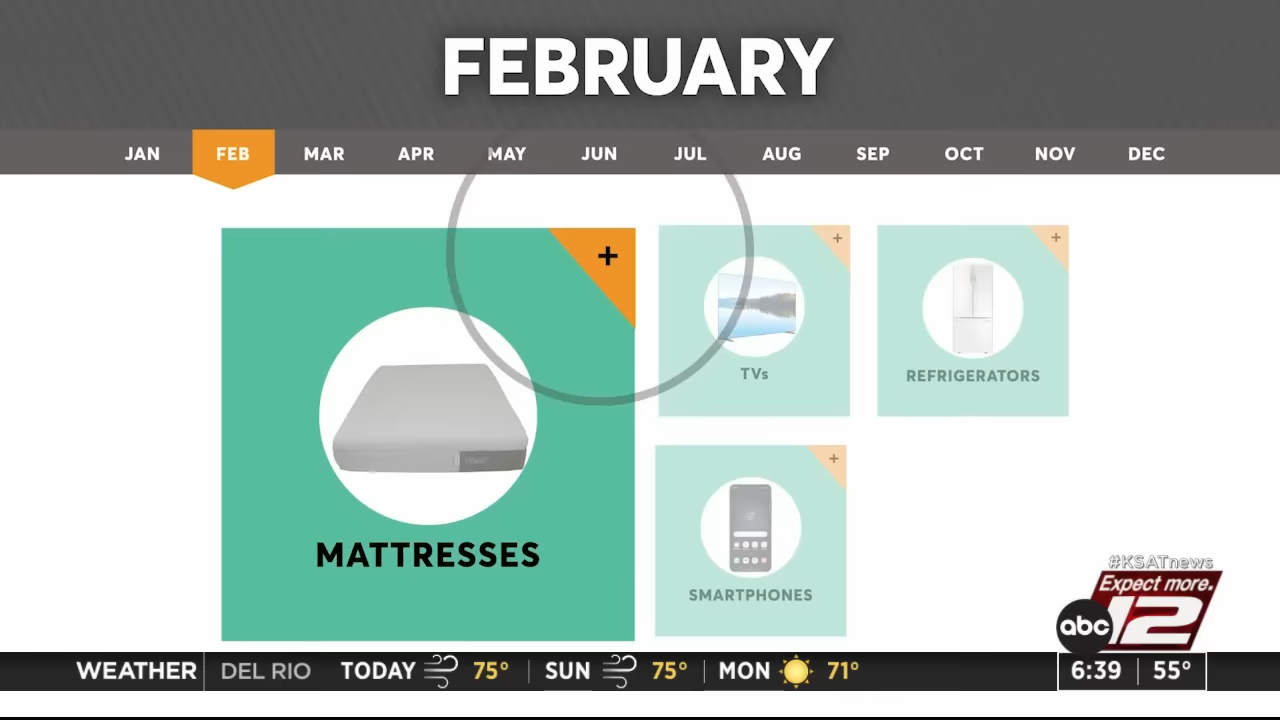 FEBRUARY
JAN FEB MAR APR MAY JUN JUL AUG SEP OCT NOV DEC
+
MATTRESSES
+
TVs
+
REFRIGERATORS
+
SMARTPHONES
#KSATnews
Expect more.
abc 12
WEATHER DEL RIO TODAY 75° SUN 75° MON 71° 6:39 55°